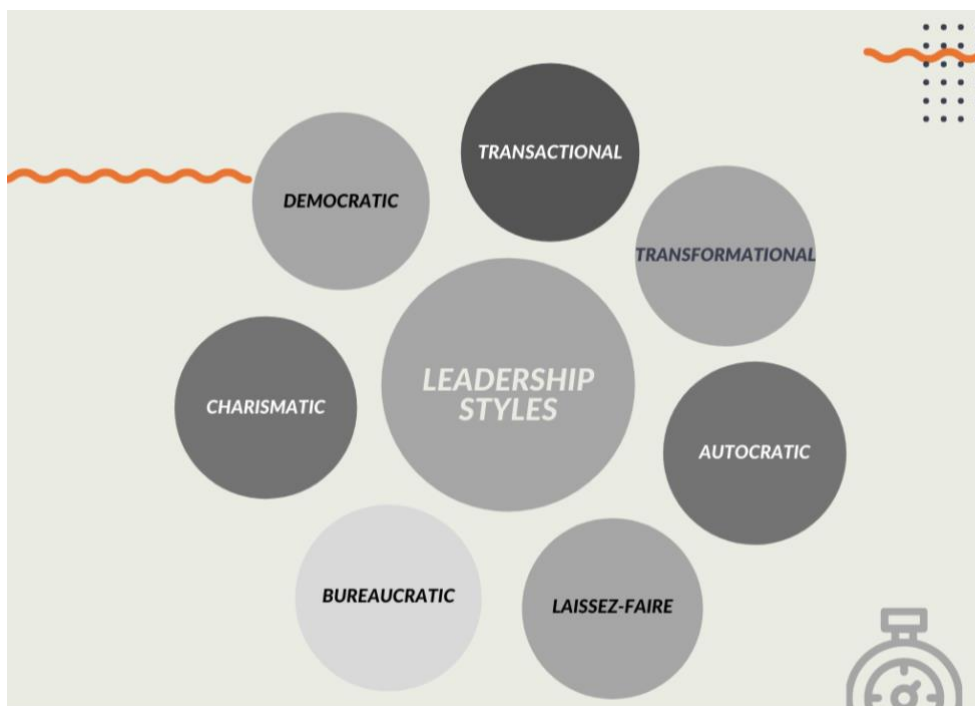 TRANSACTIONAL
DEMOCRATIC
TRANSFORMATIONAL
LEADERSHIP
STYLES
CHARISMATIC
AUTOCRATIC
BUREAUCRATIC
LAISSEZ-FAIRE